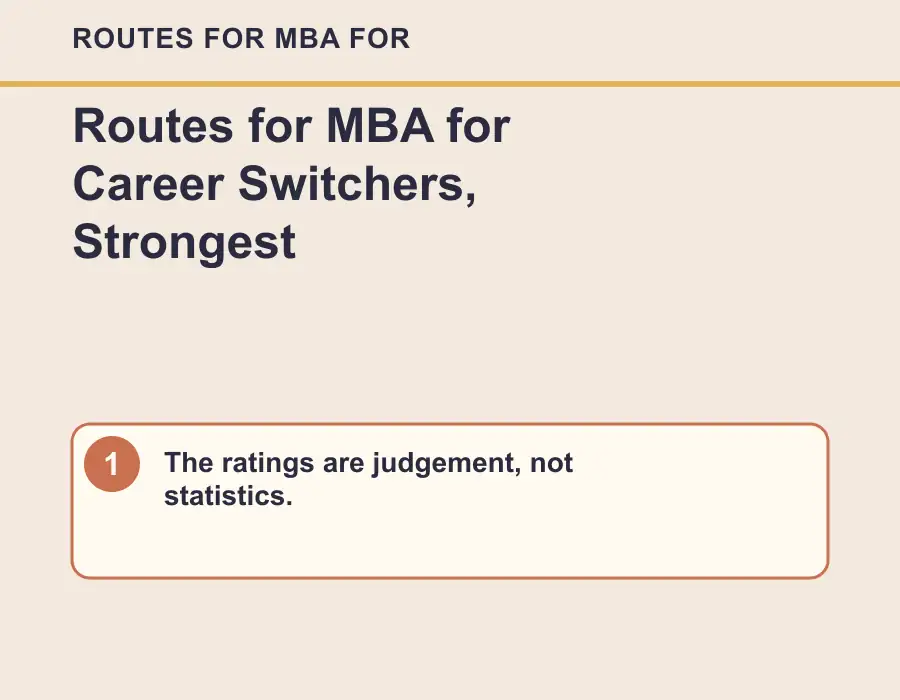 ROUTES FOR MBA FOR
Routes for MBA for
Career Switchers,
Strongest
1
The ratings are judgement, not
statistics.